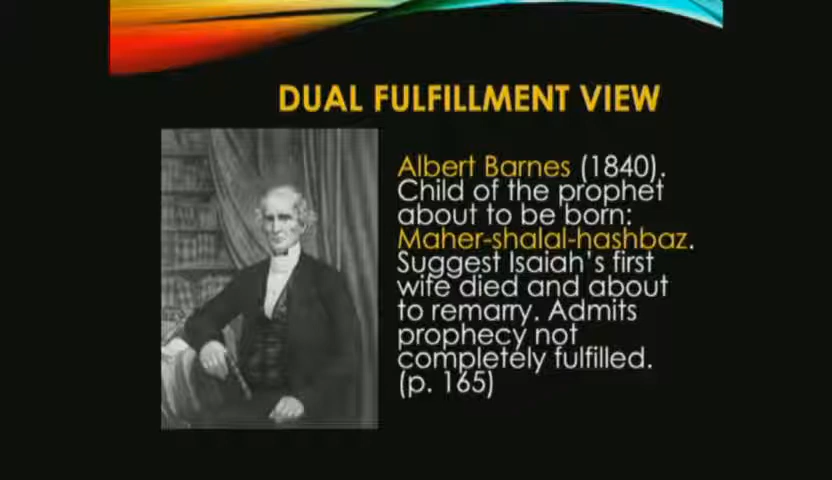 DUAL FULFILLMENT VIEW
Albert Barnes (1840).
Child of the prophet
about to be born:
Maher-shalal-hashbaz.
Suggest Isaiah's first
wife died and about
to remarry. Admits
prophecy not
completely fulfilled.
(p. 165)